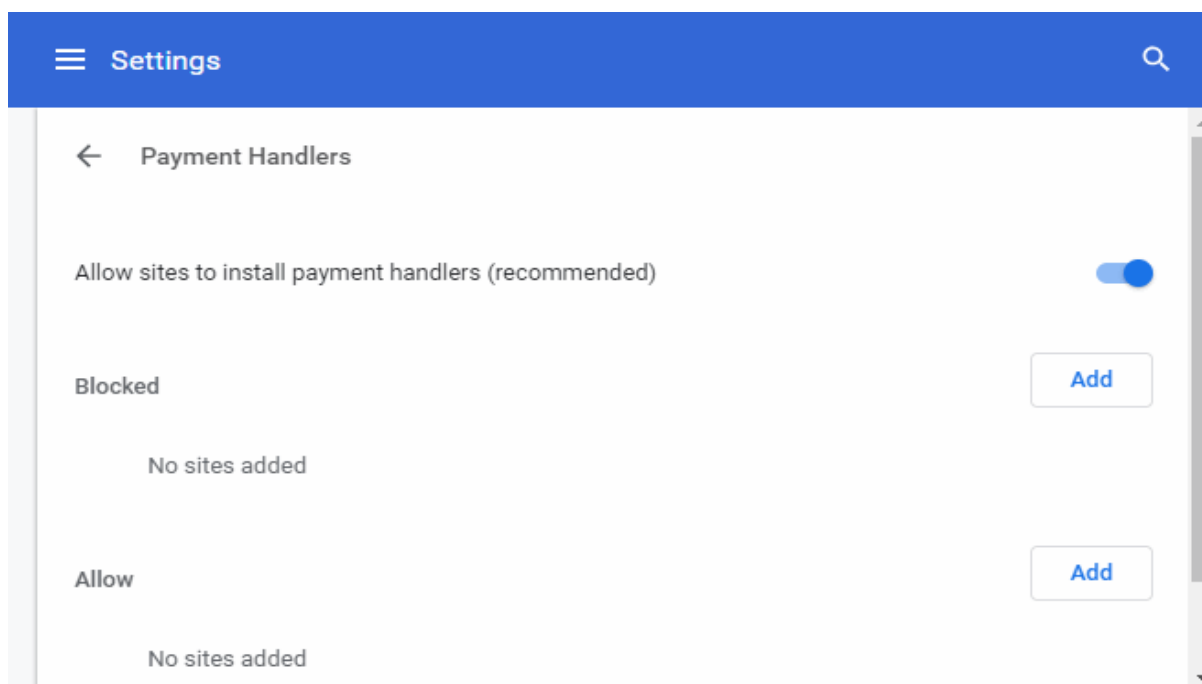 Settings
Payment Handlers
Allow sites to install payment handlers (recommended)
Blocked
Add
No sites added
Allow
Add
No sites added